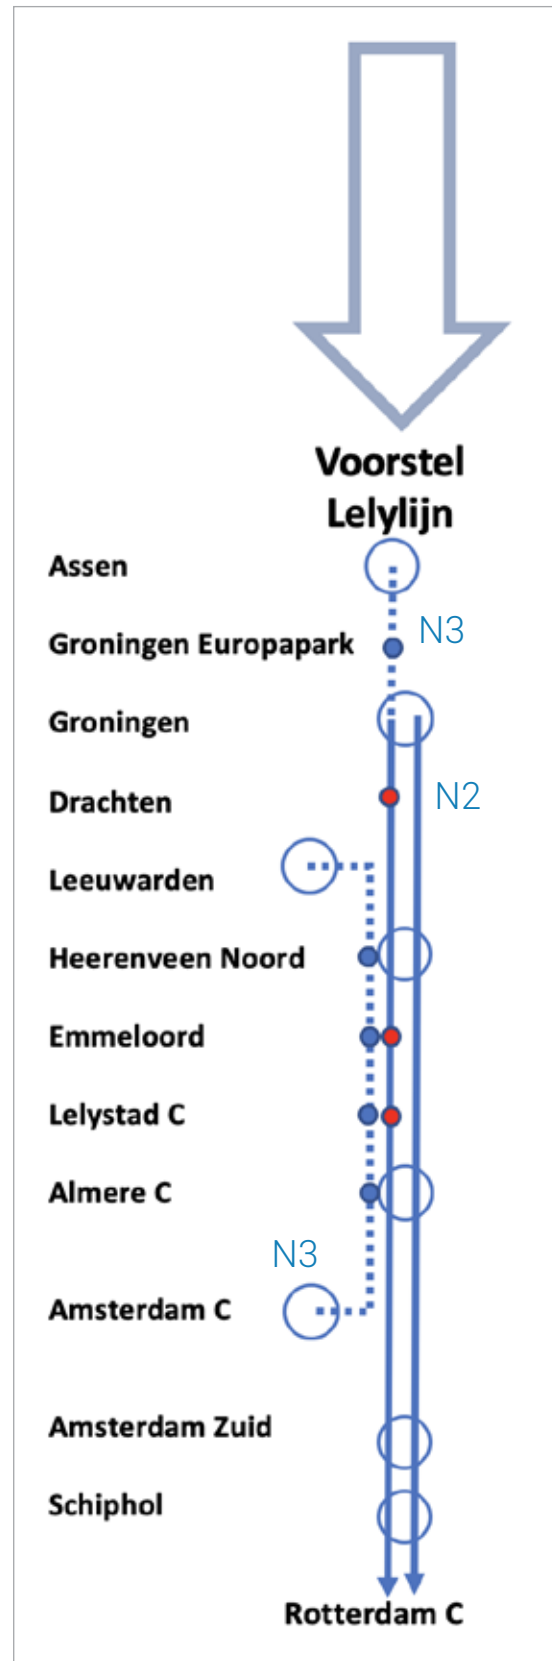 Voorstel
Lelylijn
Assen
Groningen Europapark
N3
Groningen
Drachten
N2
Leeuwarden
Heerenveen Noord
Emmeloord
Lelystad C
Almere C
N3
Amsterdam C
Amsterdam Zuid
Schiphol
Rotterdam C